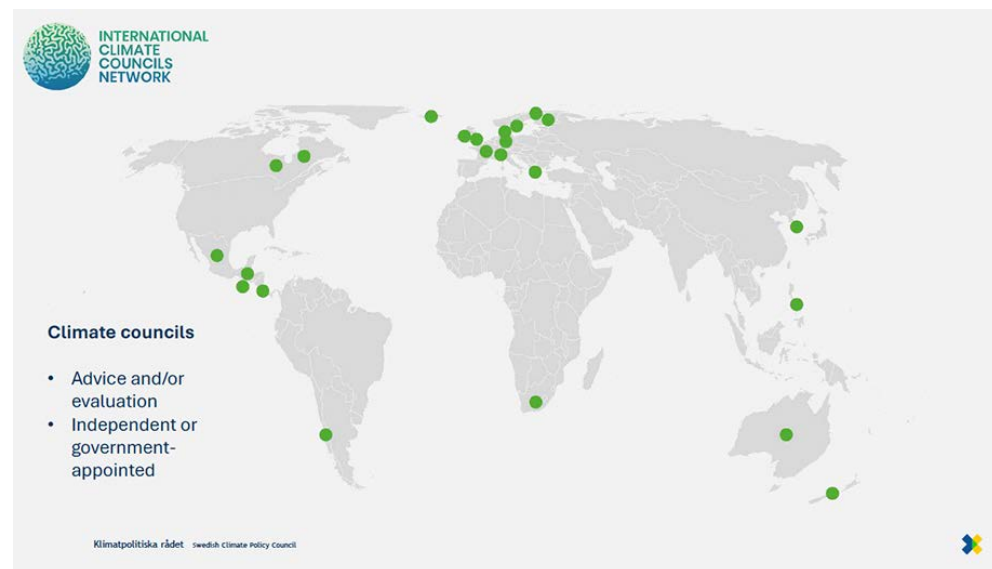 INTERNATIONAL
CLIMATE
COUNCILS
NETWORK
Climate councils
• Advice and/or
evaluation
• Independent or
government-
appointed
Klimatpolitiska rådet Swedish Climate Policy Council